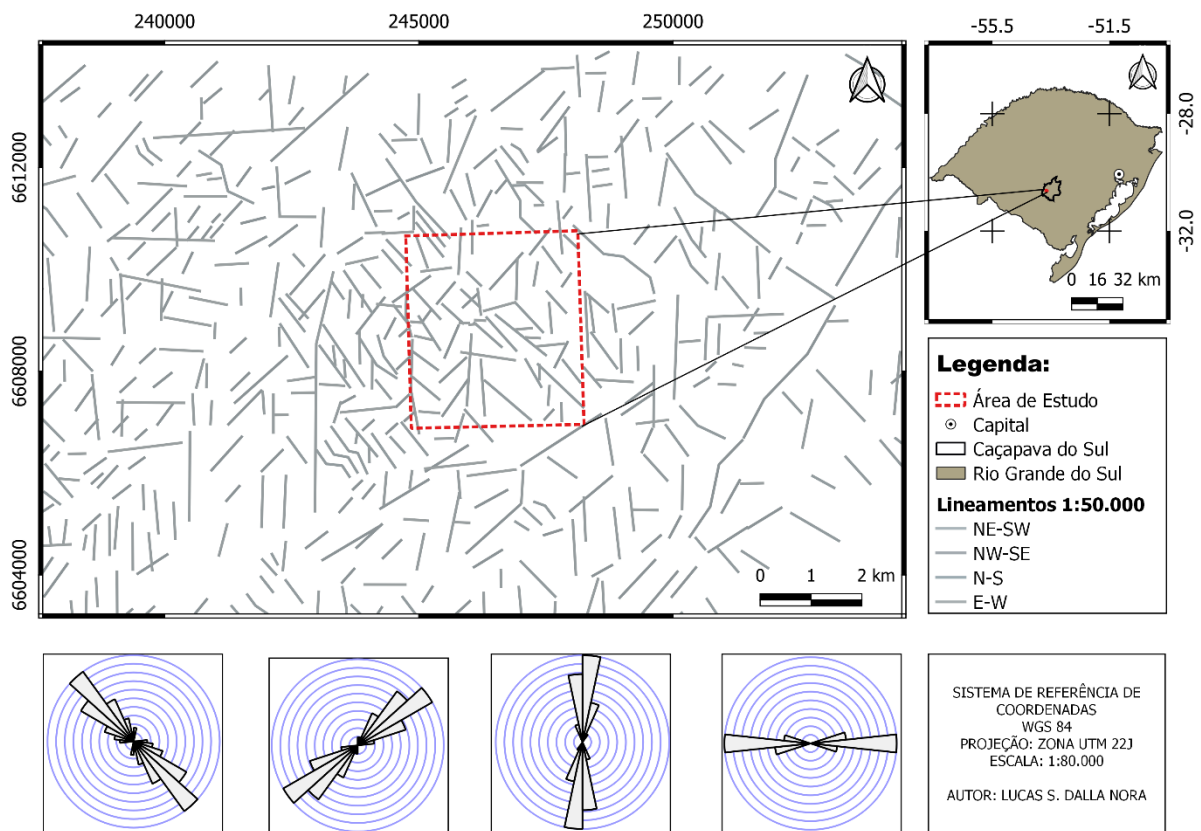 240000
245000
250000
-55.5
-51.5
6612000
6608000
6604000
-28.0
-32.0
0 16 32 km
0 1 2 km
Legenda:
Área de Estudo
Capital
Caçapava do Sul
Rio Grande do Sul
Lineamentos 1:50.000
NE-SW
NW-SE
N-S
E-W
SISTEMA DE REFERÊNCIA DE
COORDENADAS
WGS 84
PROJEÇÃO: ZONA UTM 22J
ESCALA: 1:80.000
AUTOR: LUCAS S. DALLA NORA